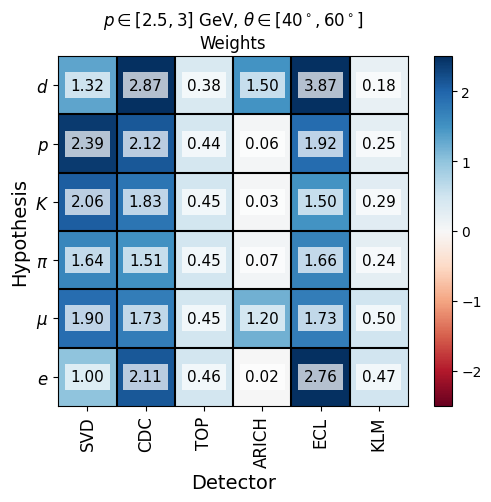 p ∈ [2.5, 3] GeV, θ ∈ [40°, 60°]
Weights
Hypothesis
d 1.32 2.87 0.38 1.50 3.87 0.18
p 2.39 2.12 0.44 0.06 1.92 0.25
K 2.06 1.83 0.45 0.03 1.50 0.29
π 1.64 1.51 0.45 0.07 1.66 0.24
μ 1.90 1.73 0.45 1.20 1.73 0.50
e 1.00 2.11 0.46 0.02 2.76 0.47
SVD CDC TOP ARICH ECL KLM
Detector
2
1
0
−1
−2